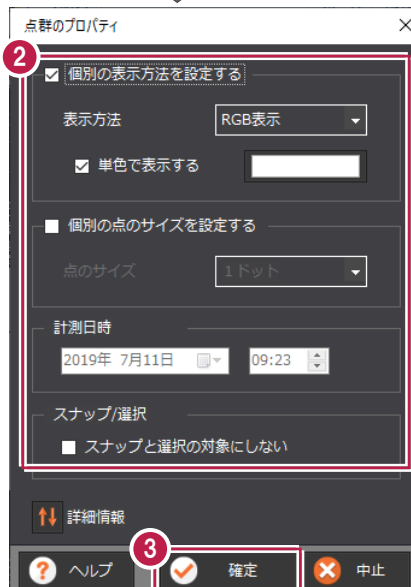 点群のプロパティ
2
個別の表示方法を設定する
表示方法 RGB表示
単色で表示する
個別の点のサイズを設定する
点のサイズ 1ドット
計測日時
2019年 7月11日 09:23
スナップ/選択
スナップと選択の対象にしない
詳細情報
3
ヘルプ 確定 中止